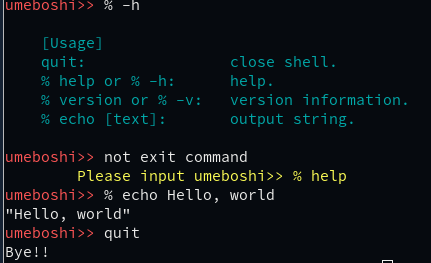 umeboshi>> % -h
[Usage]
quit: close shell.
% help or % -h: help.
% version or % -v: version information.
% echo [text]: output string.
umeboshi>> not exit command
Please input umeboshi>> % help
umeboshi>> % echo Hello, world
"Hello, world"
umeboshi>> quit
Bye!!